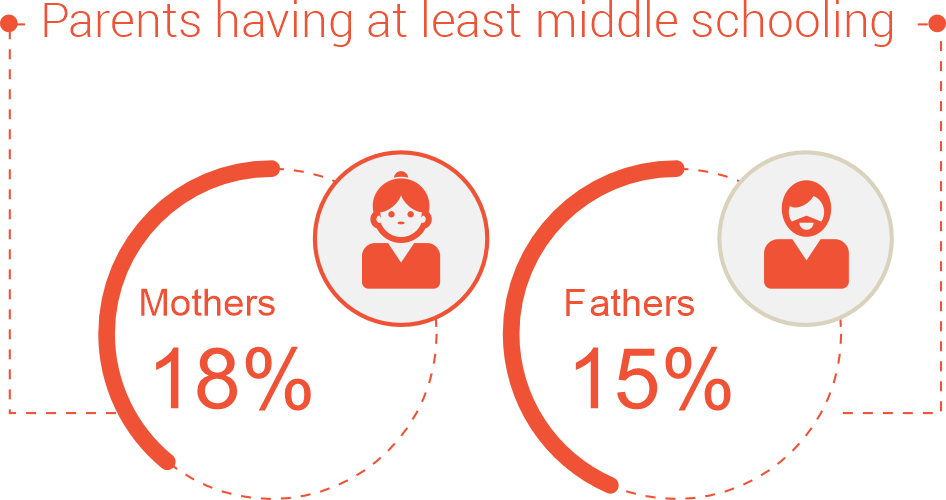 Parents having at least middle schooling
Mothers
18%
Fathers
15%